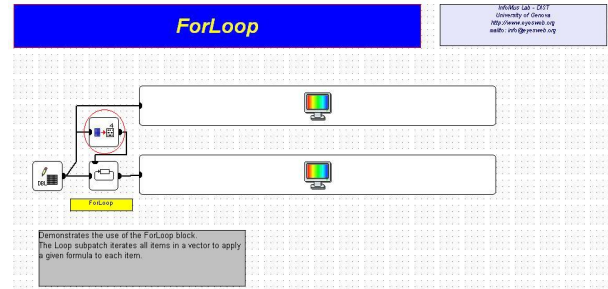 ForLoop
InfoMus Lab - DIST
University of Genova
http://www.eyesweb.org
mailto: info@eyesweb.org
DBL
ForLoop
Demonstrates the use of the ForLoop block.
The Loop subpatch iterates all items in a vector to apply
a given formula to each item.